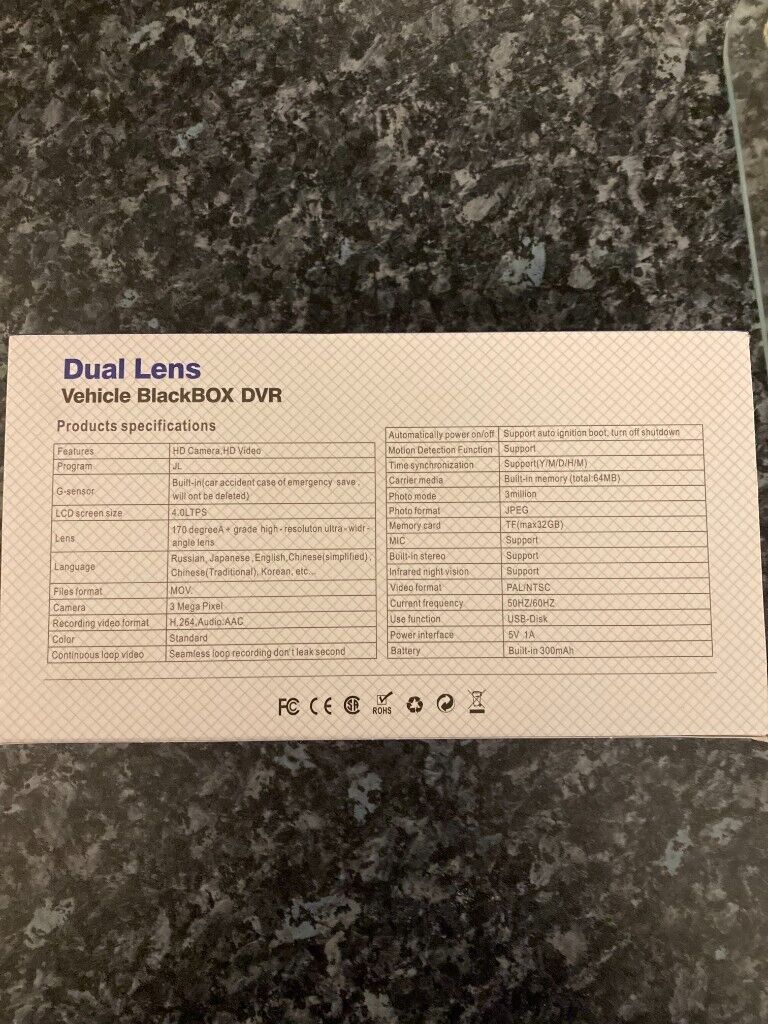 Dual Lens
Vehicle BlackBOX DVR
Products specifications
Features HD Camera,HD Video
Program JL
G-sensor Built-in(car accident case of emergency save ,
will ont be deleted)
LCD screen size 4.0LTPS
Lens 170 degreeA+ grade high-resoluton ultra-widr-
angle lens
Language Russian, Japanese ,English,Chinese(simplified),
Chinese(Traditional), Korean, etc...
Files format MOV.
Camera 3 Mega Pixel
Recording video format H,264,Audio:AAC
Color Standard
Continuous loop video Seamless loop recording don't leak second
Automatically power on/off Support auto ignition boot, turn off shutdown
Motion Detection Function Support
Time synchronization Support(Y/M/D/H/M)
Carrier media Built-in memory (total:64MB)
Photo mode 3million
Photo format JPEG
Memory card TF(max32GB)
MIC Support
Built-in stereo Support
Infrared night vision Support
Video format PAL/NTSC
Current frequency 50HZ/60HZ
Use function USB-Disk
Power interface 5V 1A
Battery Built-in 300mAh
FC CE SA ROHS